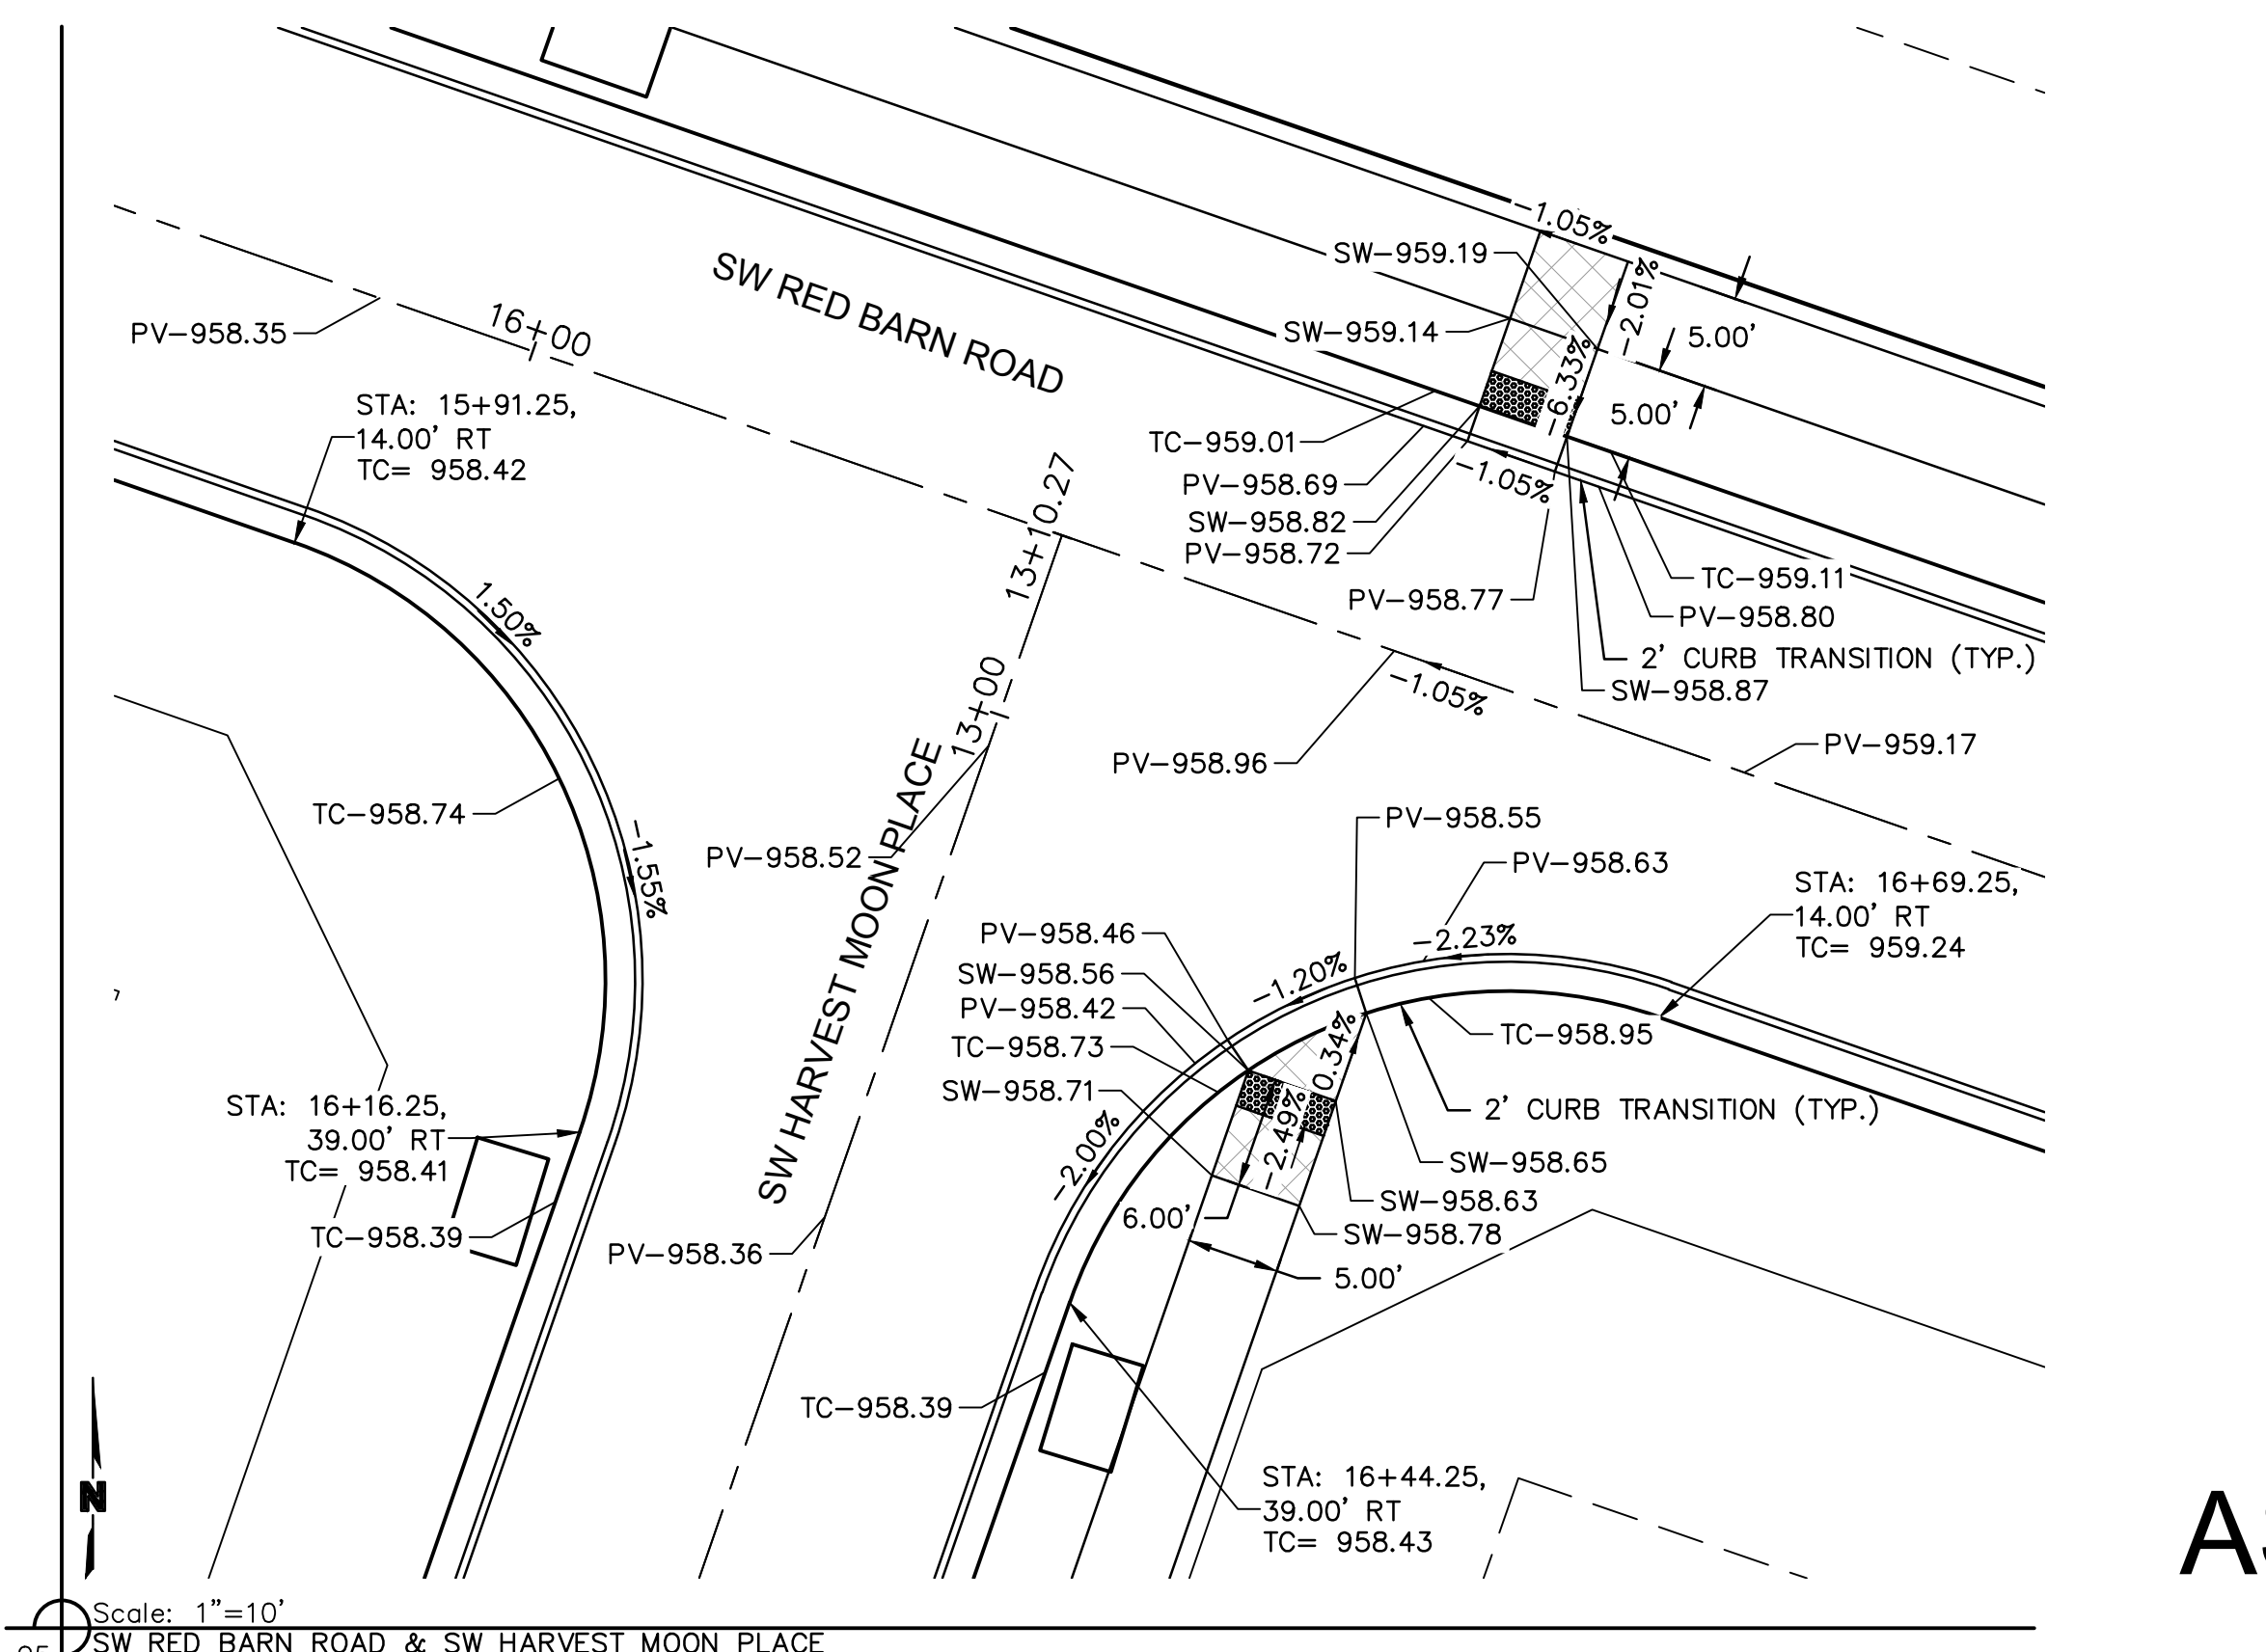 -1.05%
SW-959.19
-2.01%
5.00'
SW-959.14
-6.33%
5.00'
SW RED BARN ROAD
PV-958.35
16+00
STA: 15+91.25,
14.00' RT
TC= 958.42
TC-959.01
PV-958.69
SW-958.82
PV-958.72
-1.05%
13+10.27
PV-958.77
TC-959.11
PV-958.80
2' CURB TRANSITION (TYP.)
SW-958.87
1.50%
13+00
-1.05%
PV-958.96
PV-959.17
TC-958.74
-1.55%
PV-958.52
SW HARVEST MOON PLACE
PV-958.55
PV-958.63
STA: 16+69.25,
14.00' RT
TC= 959.24
-2.23%
-1.20%
PV-958.46
SW-958.56
PV-958.42
TC-958.73
SW-958.71
0.34%
-2.49%
TC-958.95
2' CURB TRANSITION (TYP.)
-2.00%
STA: 16+16.25,
39.00' RT
TC= 958.41
TC-958.39
PV-958.36
SW-958.65
SW-958.63
SW-958.78
6.00'
5.00'
TC-958.39
STA: 16+44.25,
39.00' RT
TC= 958.43
N
Scale: 1"=10'
SW RED BARN ROAD & SW HARVEST MOON PLACE